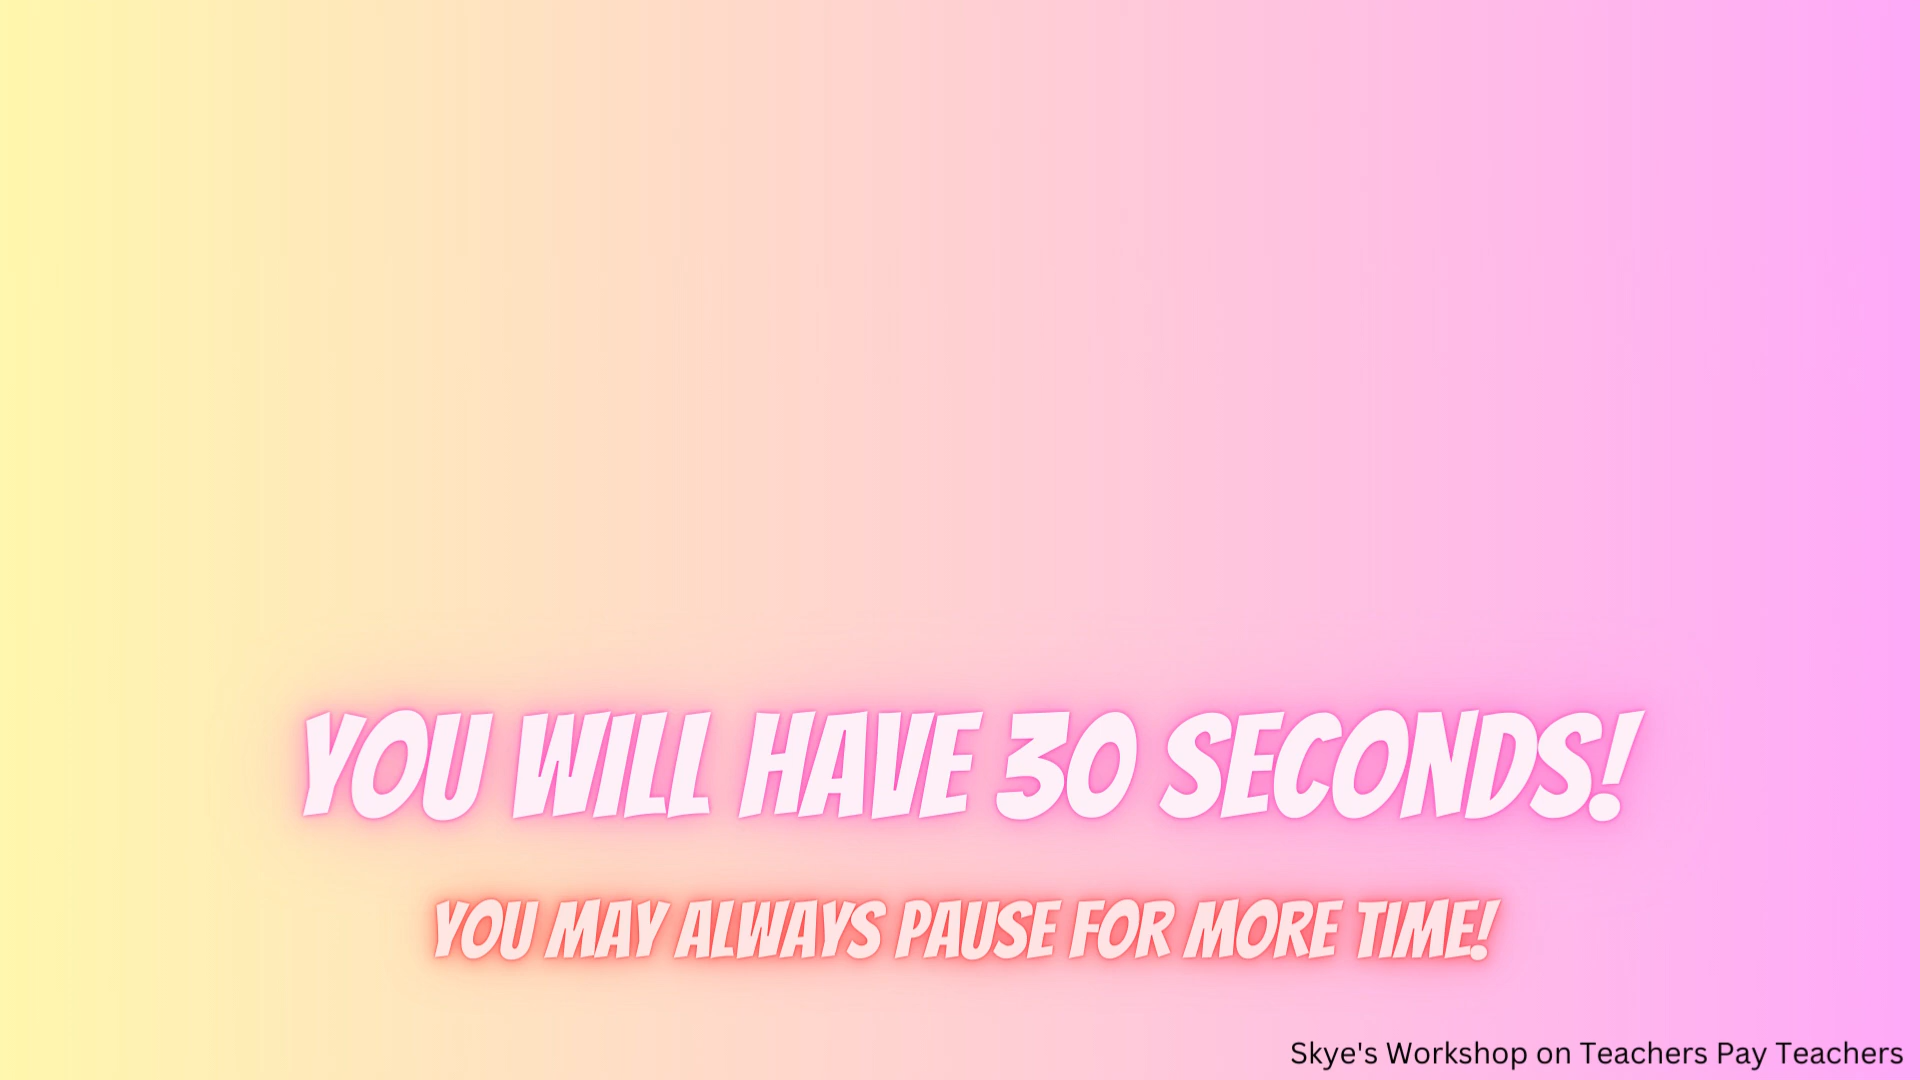 YOU WILL HAVE 30 SECONDS!
YOU MAY ALWAYS PAUSE FOR MORE TIME!
Skye's Workshop on Teachers Pay Teachers